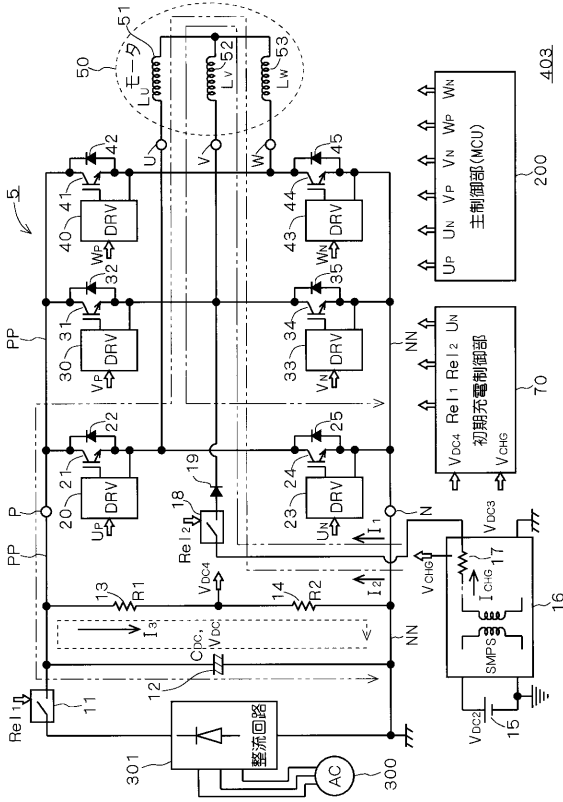 5
PP
PP
P
N
NN
NN
50
51
モータ
LU
LV
52
53
LW
U
V
W
20
21
22
DRV
UP
30
31
32
DRV
VP
40
41
42
DRV
WP
23
24
25
DRV
UN
33
34
35
DRV
VN
43
44
45
DRV
WN
Rel1
11
Rel2
18
19
13
R1
14
R2
VDC4
I3
CDC, VDC
12
I2
I1
301
整流回路
AC
300
VCHG
VDC3
17
ICHG
SMPS
16
VDC2
15
VDC4 Rel1 Rel2 UN
VCHG
初期充電制御部
70
UP UN VP VN WP WN
主制御部(MCU)
200
403